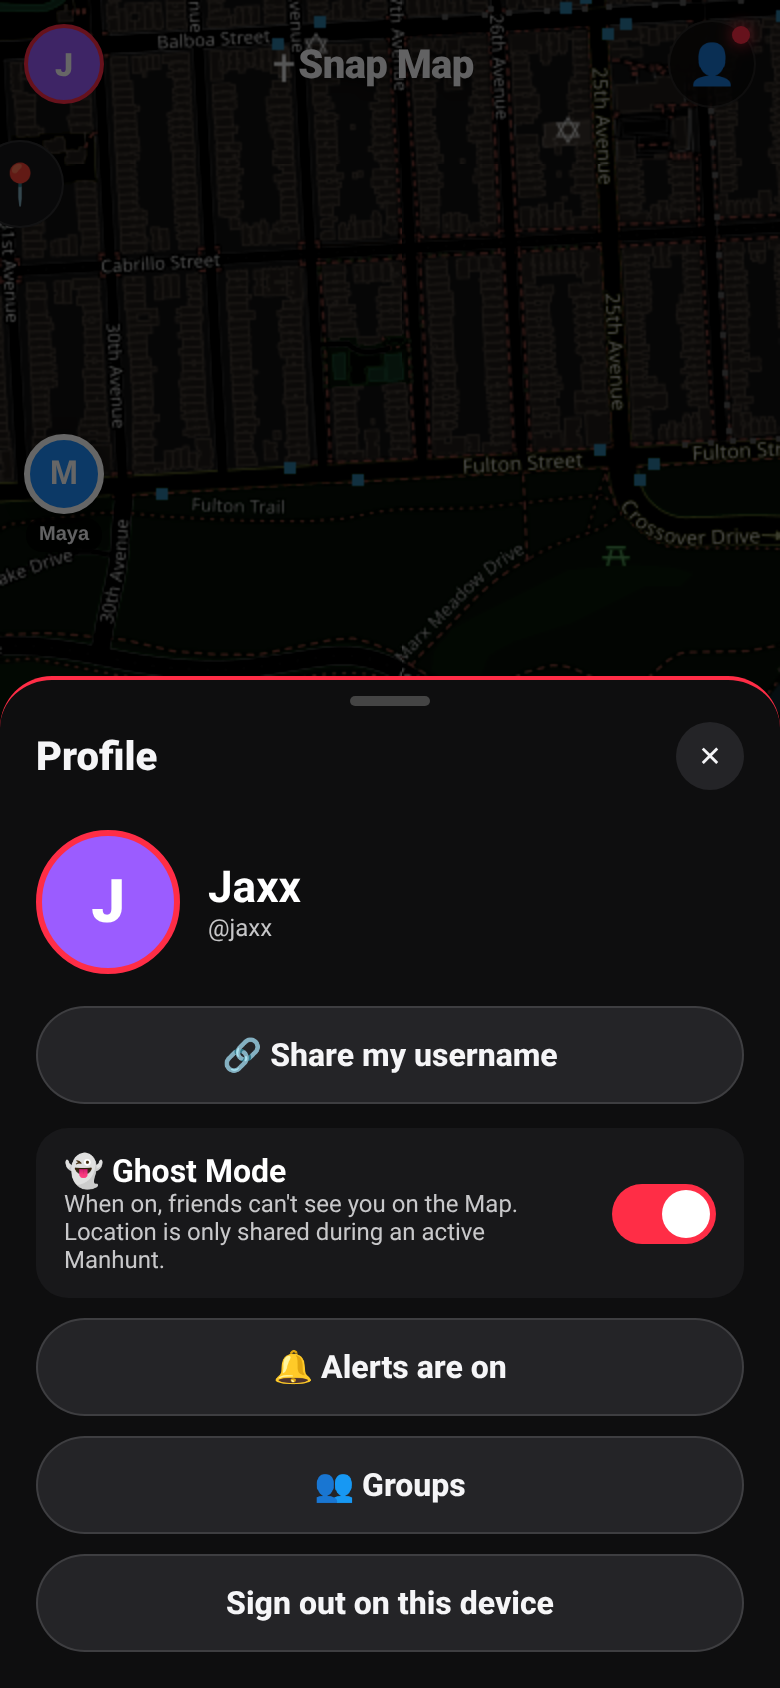 Balboa Street
Snap Map
J
26th Avenue
25th Avenue
Cabrillo Street
30th Avenue
25th Avenue
M
Maya
Fulton Street
Fulton Trail
Crossover Drive
30th Avenue
Marx Meadow Drive
Profile
J
Jaxx
@jaxx
Share my username
Ghost Mode
When on, friends can't see you on the Map.
Location is only shared during an active
Manhunt.
Alerts are on
Groups
Sign out on this device